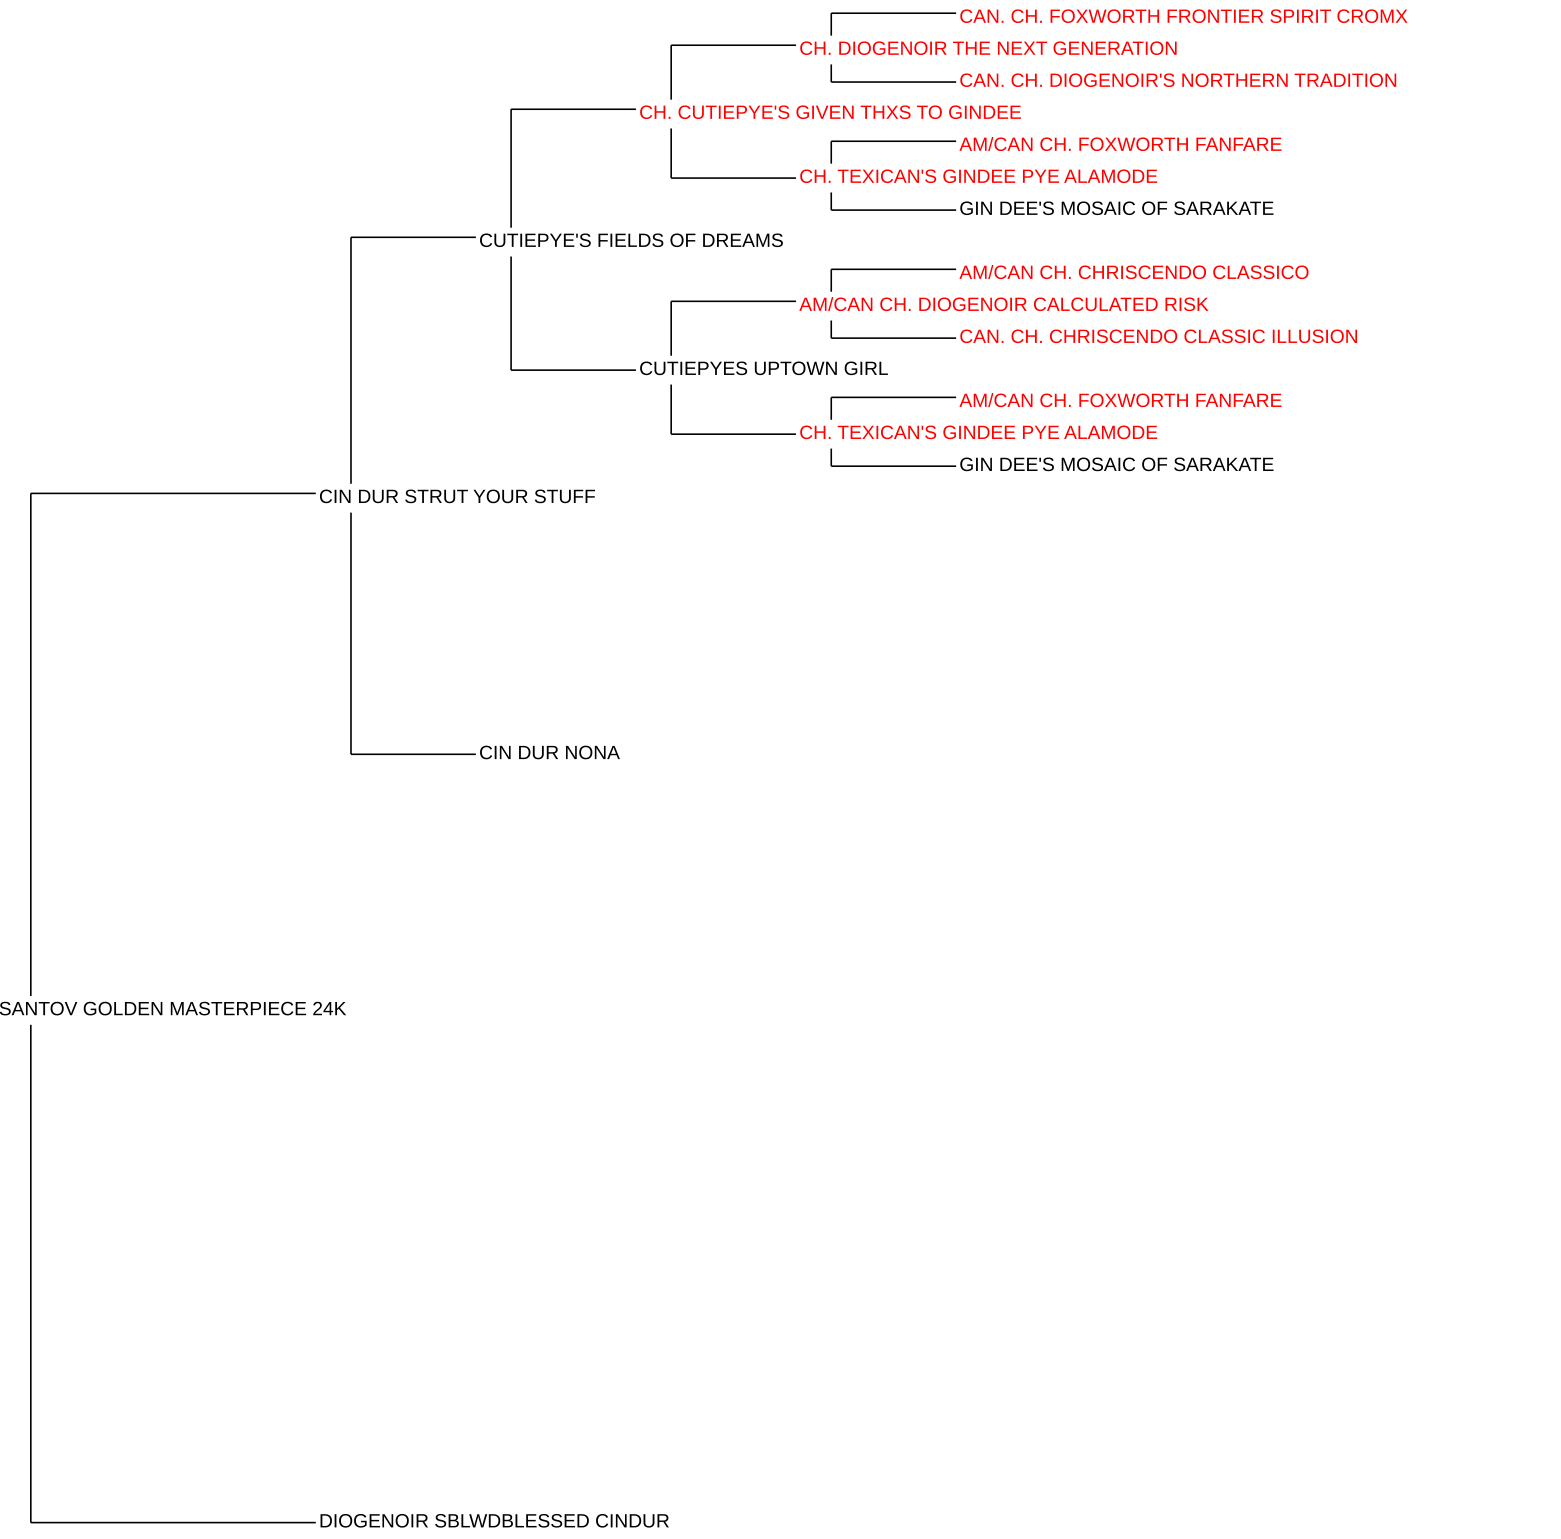 CAN. CH. FOXWORTH FRONTIER SPIRIT CROMX
CH. DIOGENOIR THE NEXT GENERATION
CAN. CH. DIOGENOIR'S NORTHERN TRADITION
CH. CUTIEPYE'S GIVEN THXS TO GINDEE
AM/CAN CH. FOXWORTH FANFARE
CH. TEXICAN'S GINDEE PYE ALAMODE
GIN DEE'S MOSAIC OF SARAKATE
CUTIEPYE'S FIELDS OF DREAMS
AM/CAN CH. CHRISCENDO CLASSICO
AM/CAN CH. DIOGENOIR CALCULATED RISK
CAN. CH. CHRISCENDO CLASSIC ILLUSION
CUTIEPYES UPTOWN GIRL
AM/CAN CH. FOXWORTH FANFARE
CH. TEXICAN'S GINDEE PYE ALAMODE
GIN DEE'S MOSAIC OF SARAKATE
CIN DUR STRUT YOUR STUFF
CIN DUR NONA
SANTOV GOLDEN MASTERPIECE 24K
DIOGENOIR SBLWDBLESSED CINDUR